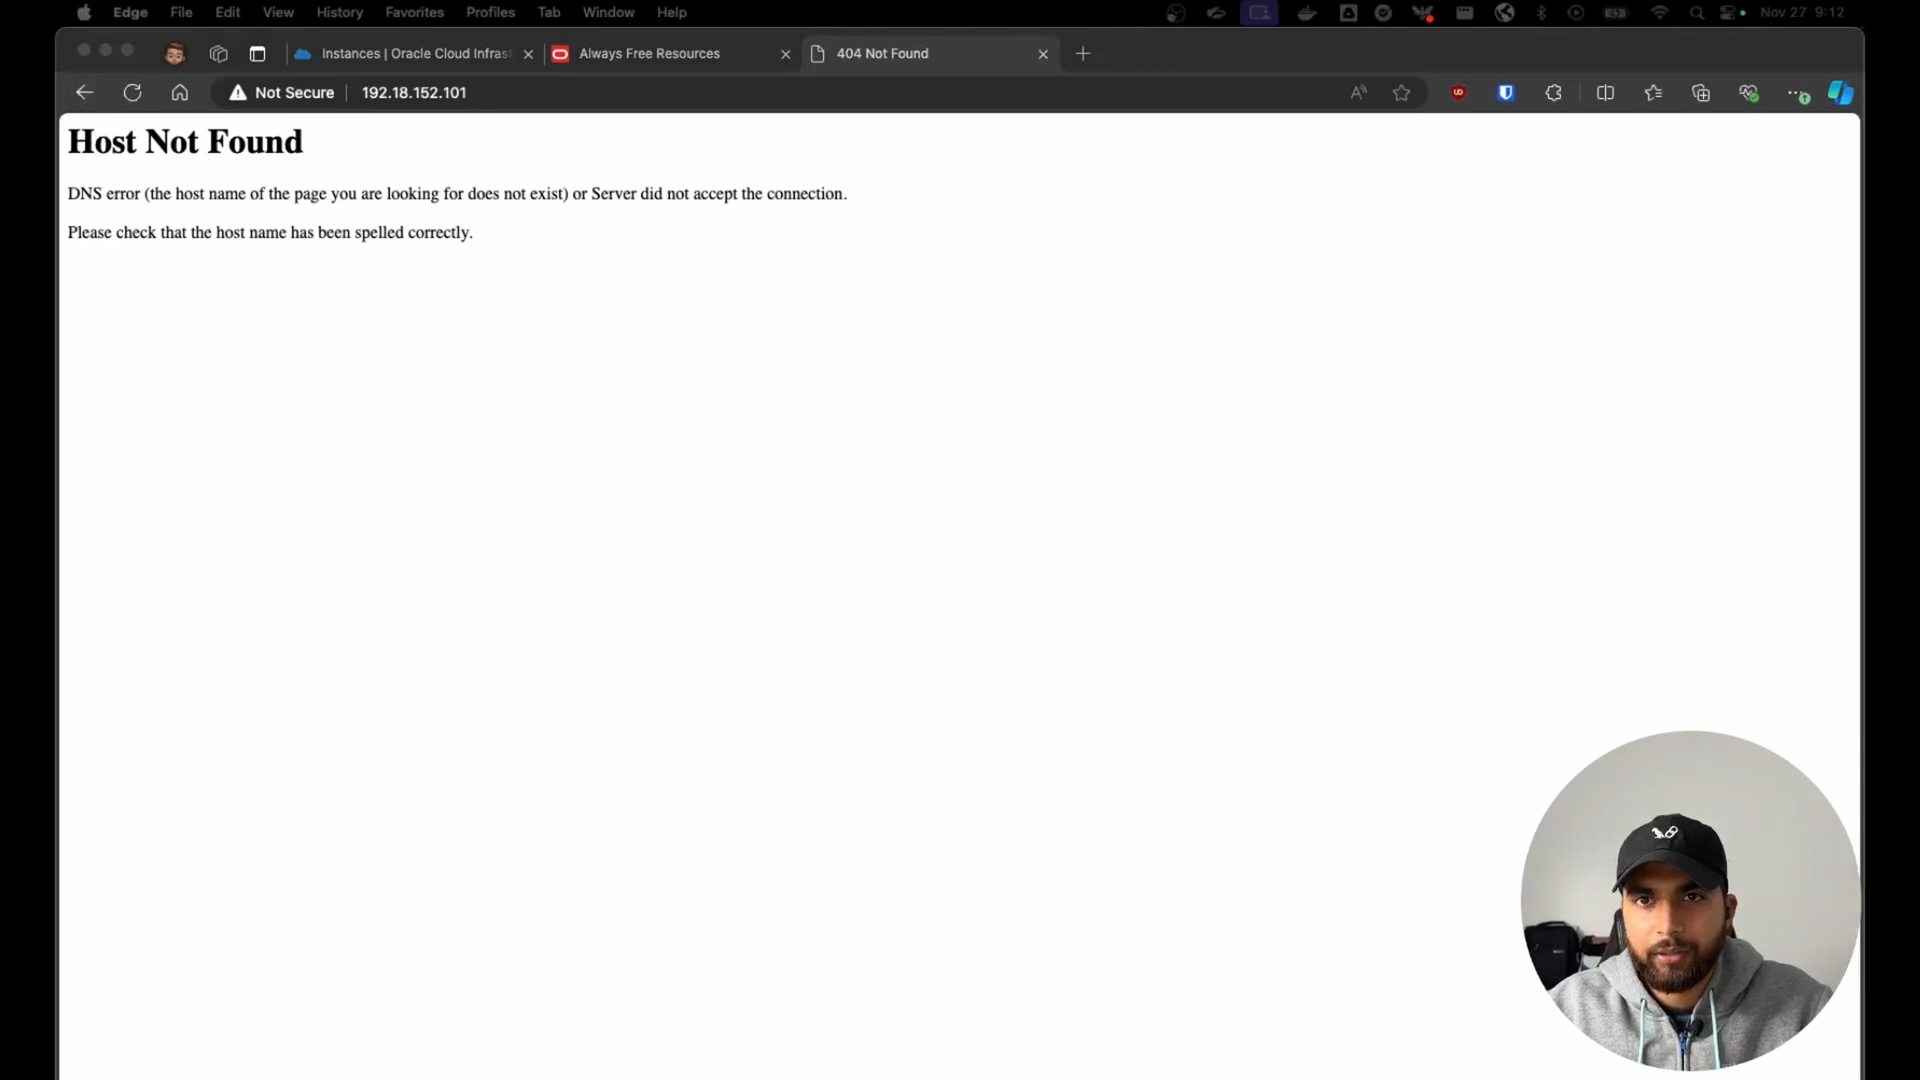 Edge File Edit View History Favorites Profiles Tab Window Help Nov 27 9:12
Instances | Oracle Cloud Infrast Always Free Resources 404 Not Found
Not Secure 192.18.152.101
Host Not Found
DNS error (the host name of the page you are looking for does not exist) or Server did not accept the connection.
Please check that the host name has been spelled correctly.